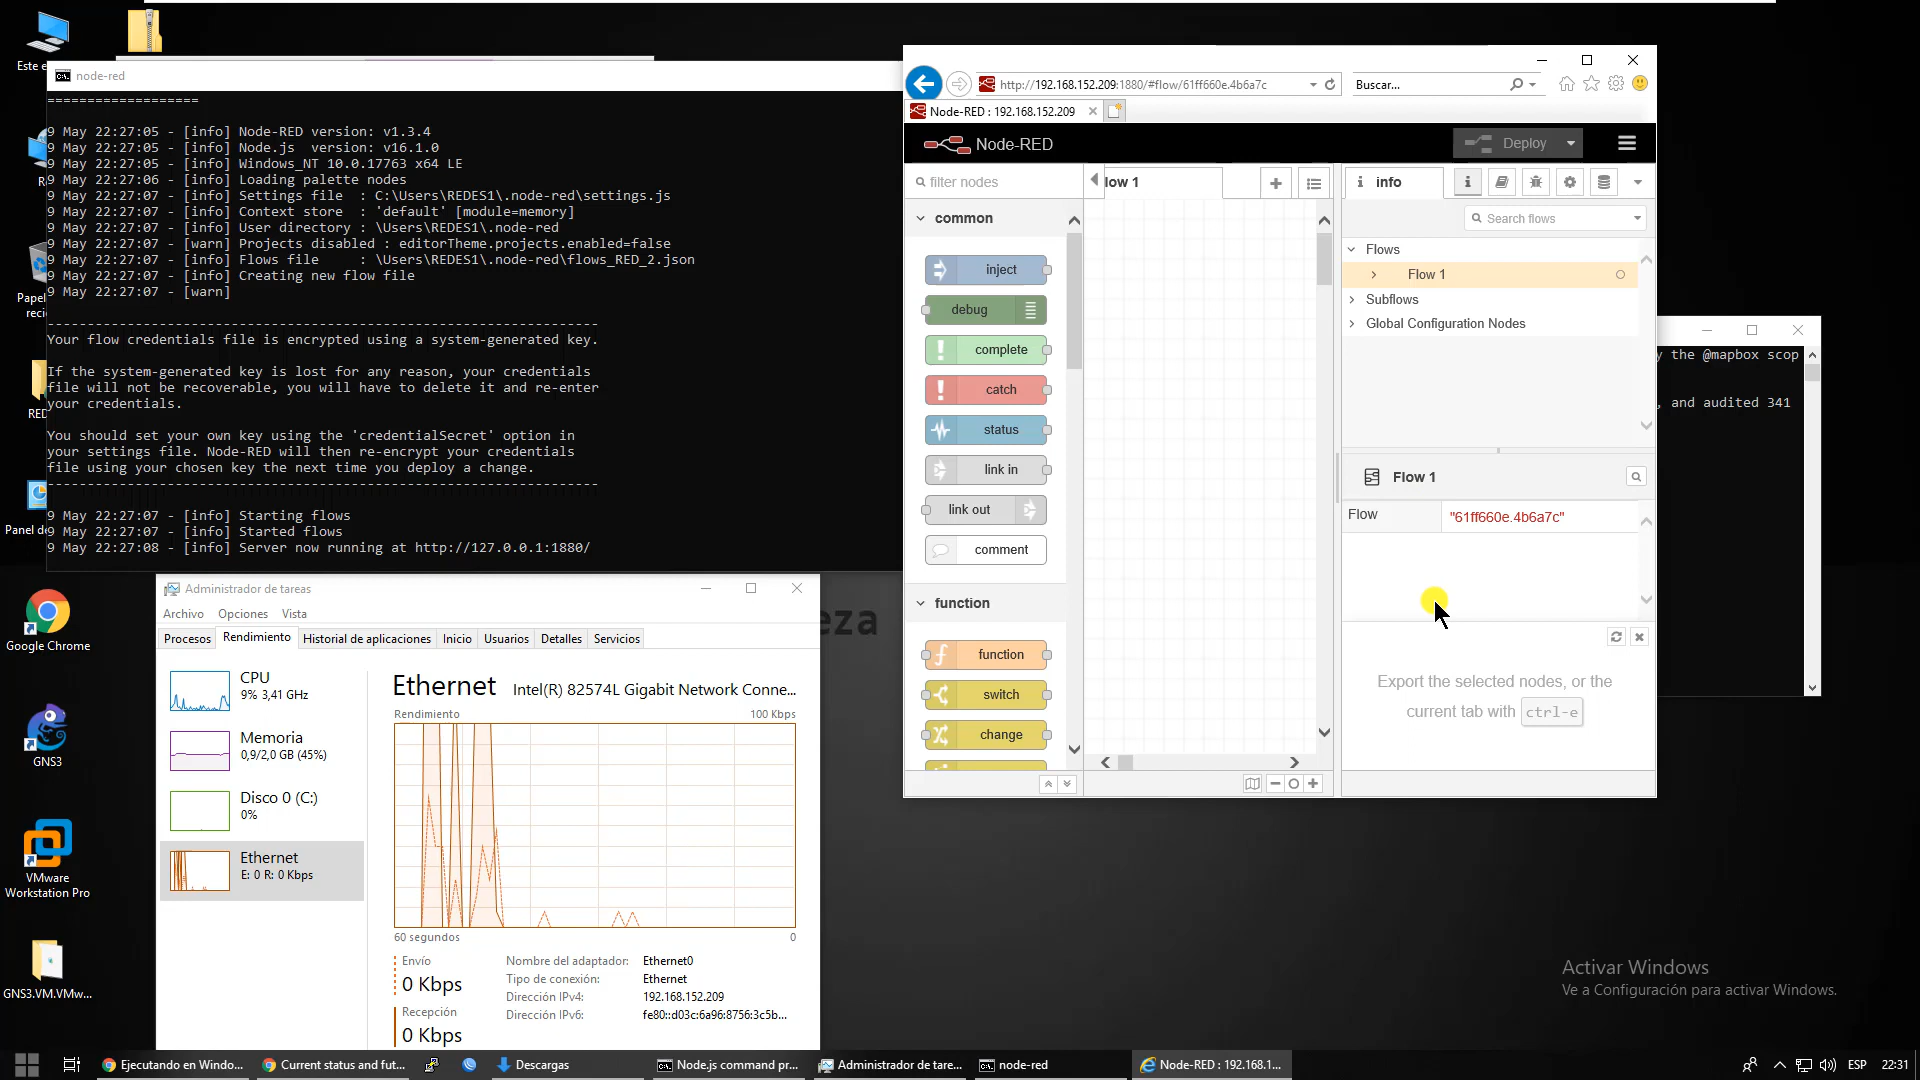 Este e
Papel
reci
RED
Panel de
Google Chrome
GNS3
VMware
Workstation Pro
GNS3.VM.VMw...
node-red
===================
9 May 22:27:05 - [info] Node-RED version: v1.3.4
9 May 22:27:05 - [info] Node.js  version: v16.1.0
9 May 22:27:05 - [info] Windows_NT 10.0.17763 x64 LE
9 May 22:27:06 - [info] Loading palette nodes
9 May 22:27:07 - [info] Settings file  : C:\Users\REDES1\.node-red\settings.js
9 May 22:27:07 - [info] Context store  : 'default' [module=memory]
9 May 22:27:07 - [info] User directory : \Users\REDES1\.node-red
9 May 22:27:07 - [warn] Projects disabled : editorTheme.projects.enabled=false
9 May 22:27:07 - [info] Flows file     : \Users\REDES1\.node-red\flows_RED_2.json
9 May 22:27:07 - [info] Creating new flow file
9 May 22:27:07 - [warn]
---------------------------------------------------------------------
Your flow credentials file is encrypted using a system-generated key.
If the system-generated key is lost for any reason, your credentials
file will not be recoverable, you will have to delete it and re-enter
your credentials.
You should set your own key using the 'credentialSecret' option in
your settings file. Node-RED will then re-encrypt your credentials
file using your chosen key the next time you deploy a change.
---------------------------------------------------------------------
9 May 22:27:07 - [info] Starting flows
9 May 22:27:07 - [info] Started flows
9 May 22:27:08 - [info] Server now running at http://127.0.0.1:1880/
Administrador de tareas
Archivo Opciones Vista
Procesos Rendimiento Historial de aplicaciones Inicio Usuarios Detalles Servicios
CPU
9% 3,41 GHz
Memoria
0,9/2,0 GB (45%)
Disco 0 (C:)
0%
Ethernet
E: 0 R: 0 Kbps
Ethernet Intel(R) 82574L Gigabit Network Conne...
Rendimiento 100 Kbps
60 segundos 0
Envío
0 Kbps
Recepción
0 Kbps
Nombre del adaptador: Ethernet0
Tipo de conexión: Ethernet
Dirección IPv4: 192.168.152.209
Dirección IPv6: fe80::d03c:6a96:8756:3c5b...
eza
http://192.168.152.209:1880/#flow/61ff660e.4b6a7c
Buscar...
Node-RED : 192.168.152.209
Node-RED
Deploy
filter nodes
common
inject
debug
complete
catch
status
link in
link out
comment
function
function
switch
change
low 1
i info
i
Search flows
Flows
Flow 1
Subflows
Global Configuration Nodes
Flow 1
Flow "61ff660e.4b6a7c"
Export the selected nodes, or the
current tab with ctrl-e
y the @mapbox scop
, and audited 341
Activar Windows
Ve a Configuración para activar Windows.
Ejecutando en Windo...
Current status and fut...
Descargas
Node.js command pr...
Administrador de tare...
node-red
Node-RED : 192.168.1...
ESP
22:31